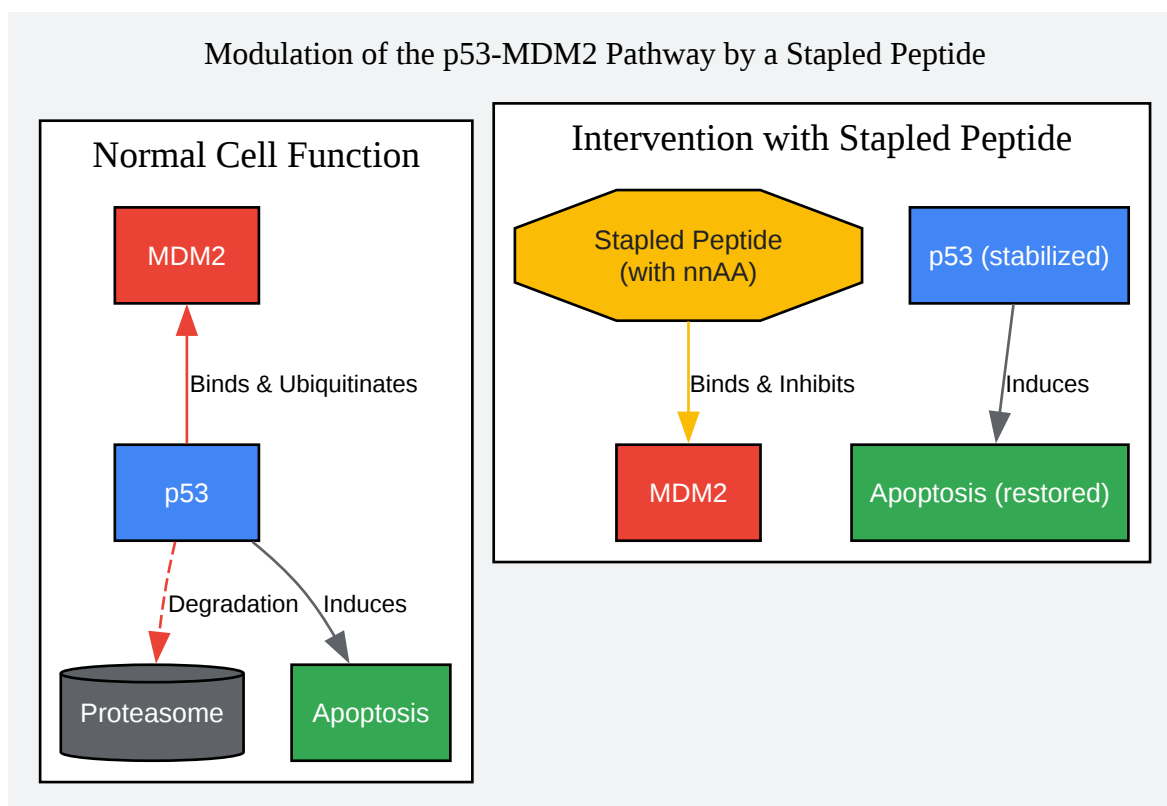 Modulation of the p53-MDM2 Pathway by a Stapled Peptide
Normal Cell Function
MDM2
Binds & Ubiquitinates
p53
Degradation
Induces
Proteasome
Apoptosis
Intervention with Stapled Peptide
Stapled Peptide
(with nnAA)
p53 (stabilized)
Binds & Inhibits
Induces
MDM2
Apoptosis (restored)